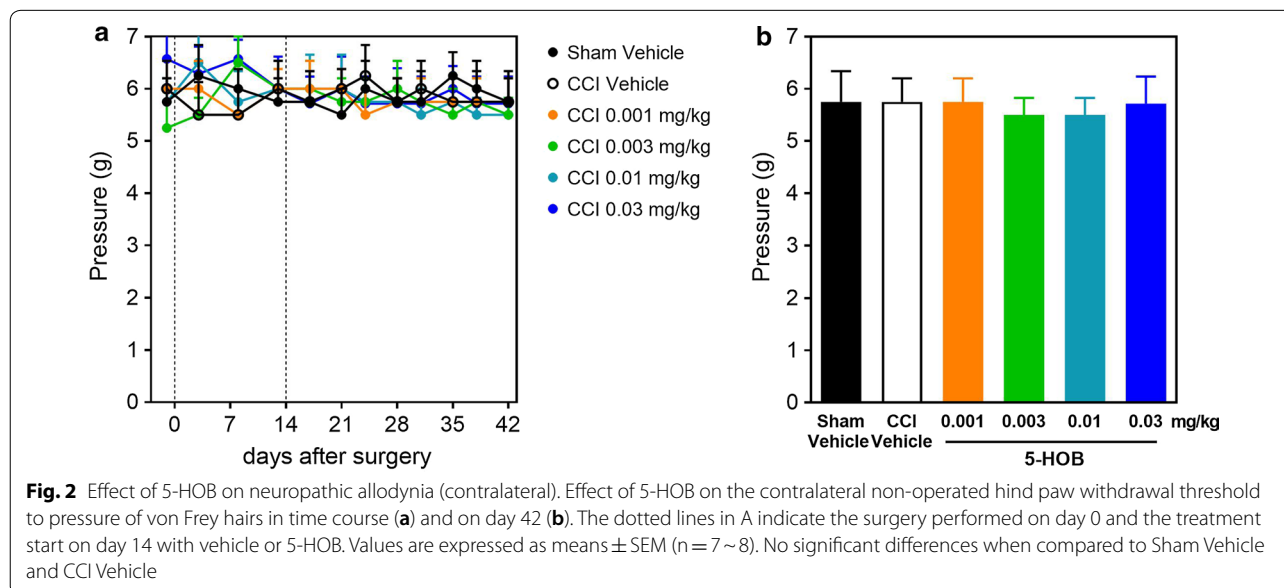 a
7
6
5
4
3
2
1
0
Pressure (g)
0 7 14 21 28 35 42
days after surgery
Sham Vehicle
CCI Vehicle
CCI 0.001 mg/kg
CCI 0.003 mg/kg
CCI 0.01 mg/kg
CCI 0.03 mg/kg
b
7
6
5
4
3
2
1
0
Pressure (g)
Sham CCI 0.001 0.003 0.01 0.03 mg/kg
Vehicle Vehicle
5-HOB
Fig. 2 Effect of 5-HOB on neuropathic allodynia (contralateral). Effect of 5-HOB on the contralateral non-operated hind paw withdrawal threshold
to pressure of von Frey hairs in time course (a) and on day 42 (b). The dotted lines in A indicate the surgery performed on day 0 and the treatment
start on day 14 with vehicle or 5-HOB. Values are expressed as means ± SEM (n = 7 ~ 8). No significant differences when compared to Sham Vehicle
and CCI Vehicle